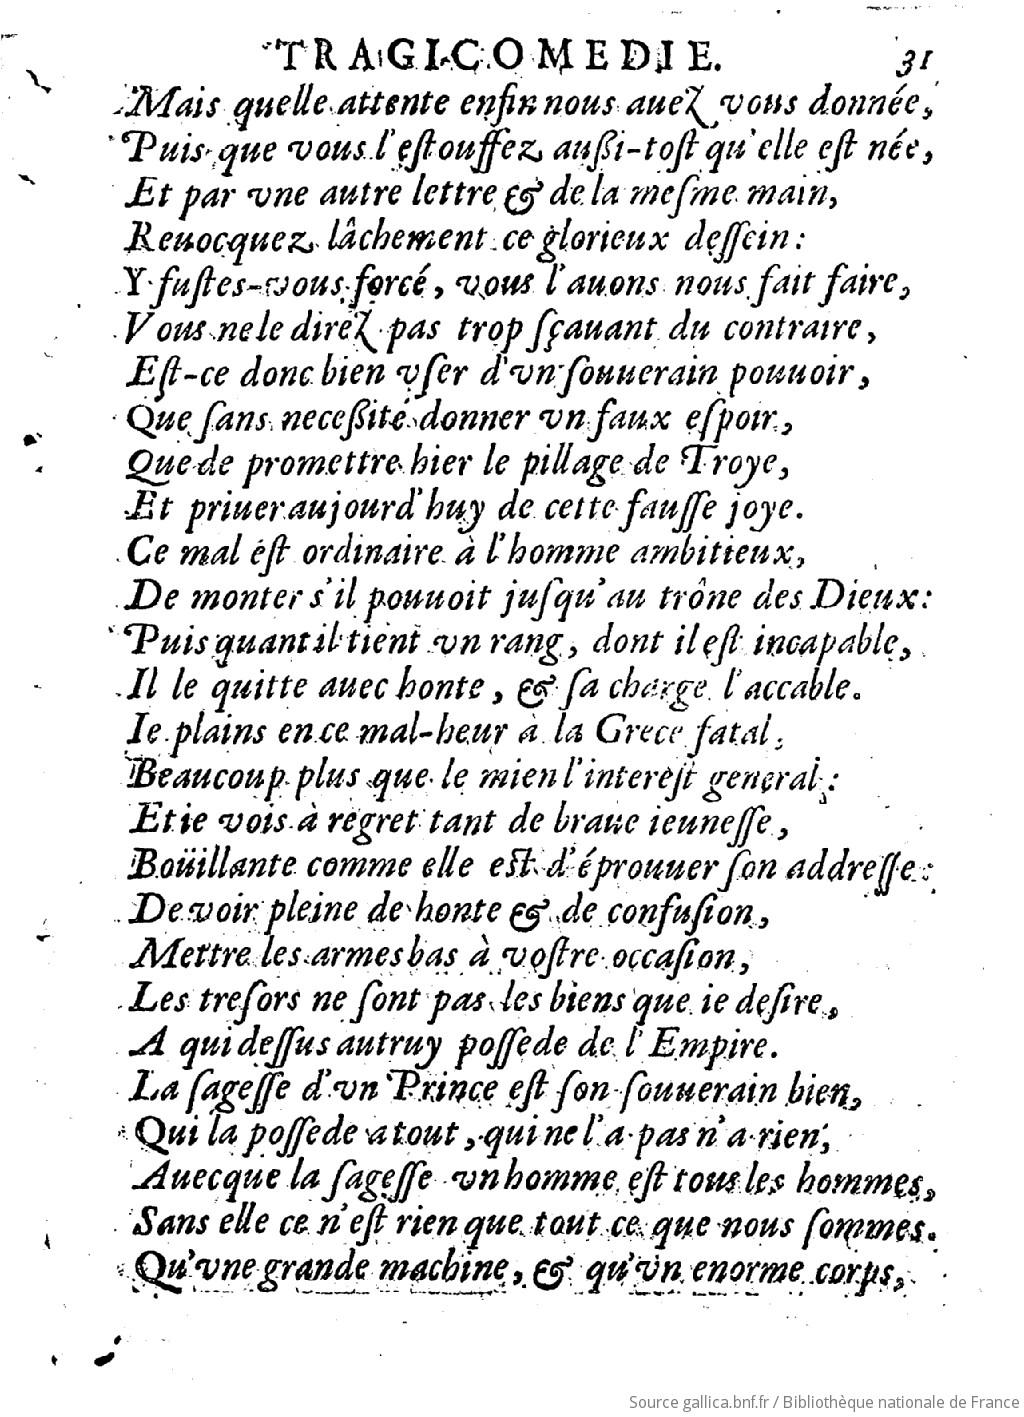 TRAGICOMEDIE. 31
Mais quelle attente enfin nous auez vous donnée,
Puis que vous l'eſtouffez außi-toſt qu'elle eſt née,
Et par vne autre lettre & de la meſme main,
Reuocquez lâchement ce glorieux deſſein:
Y fuſtes-vous forcé, vous l'auons nous fait faire,
Vous ne le direz pas trop ſçauant du contraire,
Eſt-ce donc bien vſer d'vn ſouuerain pouuoir,
Que ſans neceßité donner vn faux eſpoir,
Que de promettre hier le pillage de Troye,
Et priuer aujourd'huy de cette fauſſe joye.
Ce mal éſt ordinaire à l'homme ambitieux,
De monter s'il pouuoit juſqu'au trône des Dieux:
Puis quant il tient vn rang, dont il eſt incapable,
Il le quitte auec honte, & ſa charge l'accable.
Ie plains en ce mal-heur à la Grece fatal,
Beaucoup plus que le mien l'intereſt general:
Et ie vois à regret tant de braue ieuneſſe,
Boüillante comme elle eſt d'éprouuer ſon addreſſe:
De voir pleine de honte & de confuſion,
Mettre les armes bas à voſtre occaſion,
Les treſors ne ſont pas les biens que ie deſire,
A qui deſſus autruy poſſede de l'Empire.
La ſageſſe d'vn Prince eſt ſon ſouuerain bien,
Qui la poſſede a tout, qui ne l'a pas n'a rien,
Auecque la ſageſſe vn homme eſt tous les hommes,
Sans elle ce n'eſt rien que tout ce que nous ſommes.
Qu'vne grande machine, & qu'vn enorme corps,
Source gallica.bnf.fr / Bibliothèque nationale de France